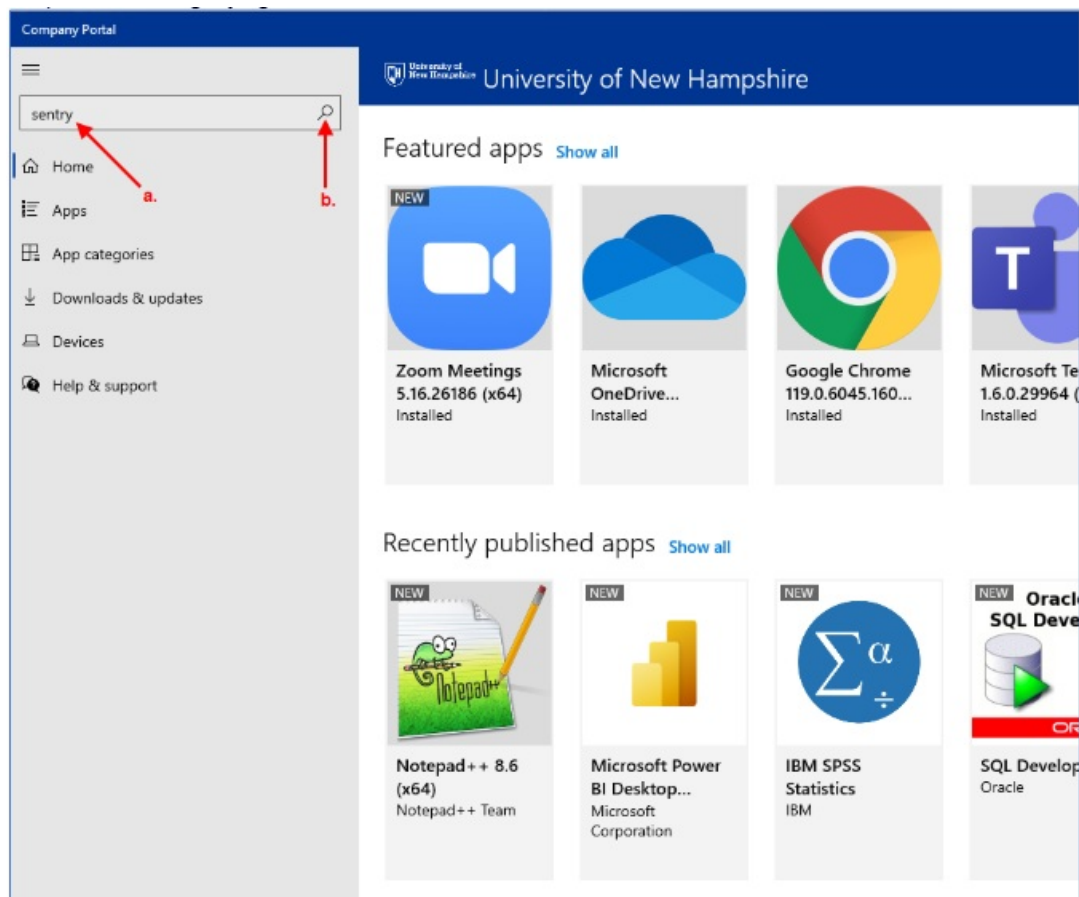 Company Portal
University of New Hampshire University of New Hampshire
sentry
a.
b.
Home
Apps
App categories
Downloads & updates
Devices
Help & support
Featured apps Show all
NEW
Zoom Meetings
5.16.26186 (x64)
Installed
Microsoft
OneDrive...
Installed
Google Chrome
119.0.6045.160...
Installed
T
Microsoft Te
1.6.0.29964 (
Installed
Recently published apps Show all
NEW
Notepad++
Notepad++ 8.6
(x64)
Notepad++ Team
NEW
Microsoft Power
BI Desktop...
Microsoft
Corporation
NEW
Σ α ÷
IBM SPSS
Statistics
IBM
NEW
Oracl
SQL Deve
OR
SQL Develop
Oracle